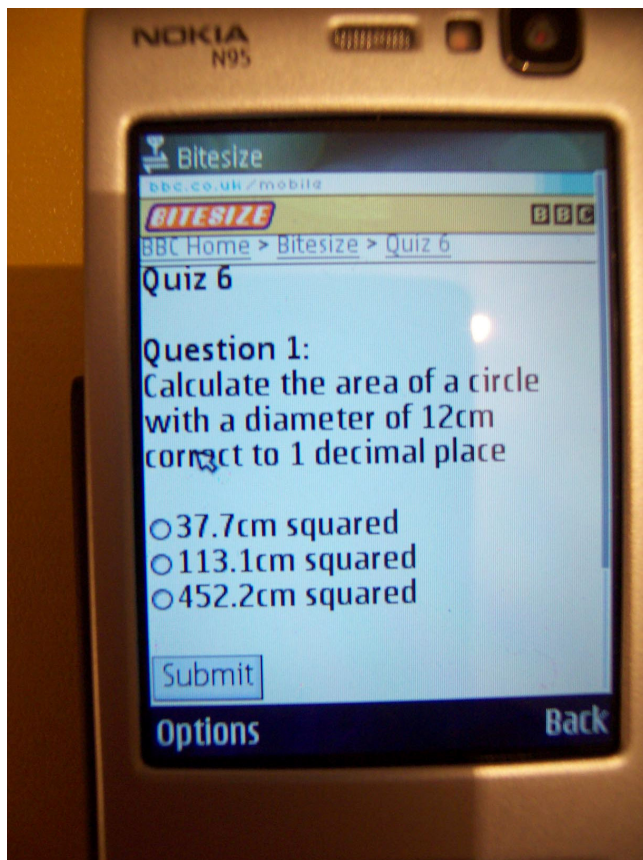 NOKIA
N95
Bitesize
bbc.co.uk/mobile
BITESIZE BBC
BBC Home > Bitesize > Quiz 6
Quiz 6
Question 1:
Calculate the area of a circle
with a diameter of 12cm
correct to 1 decimal place
37.7cm squared
113.1cm squared
452.2cm squared
Submit
Options Back